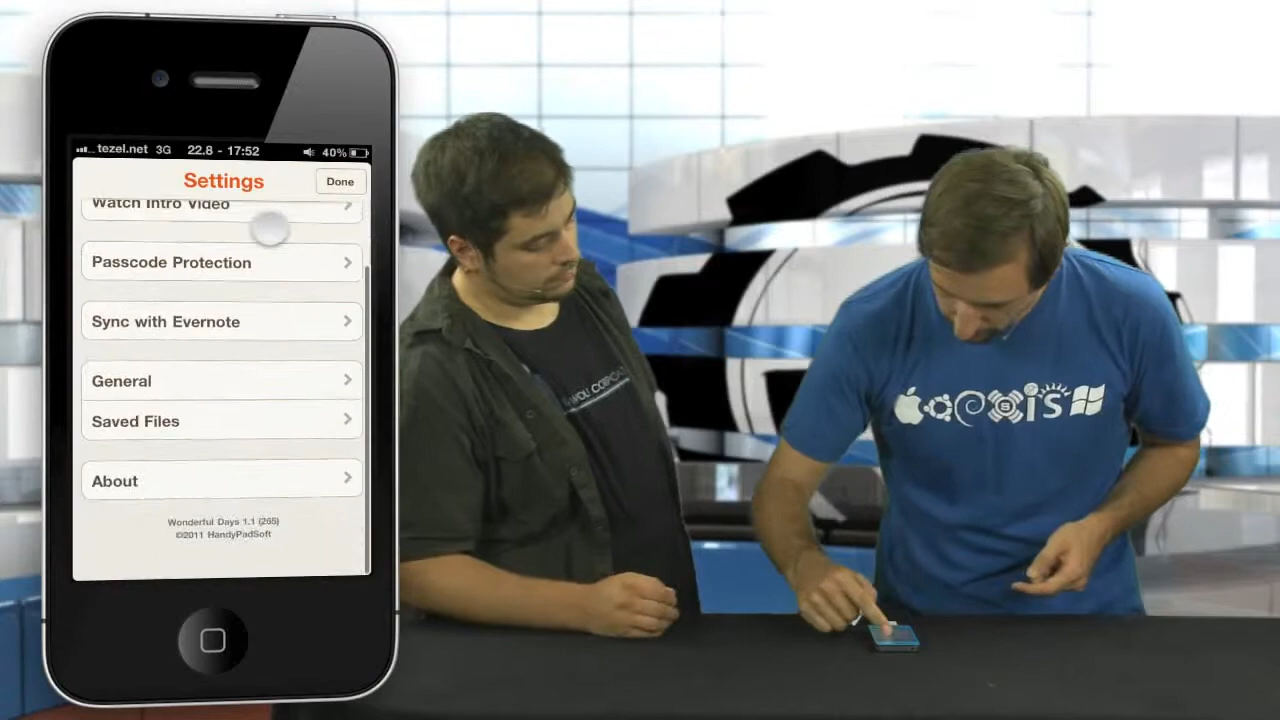 tezel.net 3G 22.8 - 17:52 40%
Settings
Done
Watch Intro Video
Passcode Protection
Sync with Evernote
General
Saved Files
About
Wonderful Days 1.1 (265)
©2011 HandyPadSoft